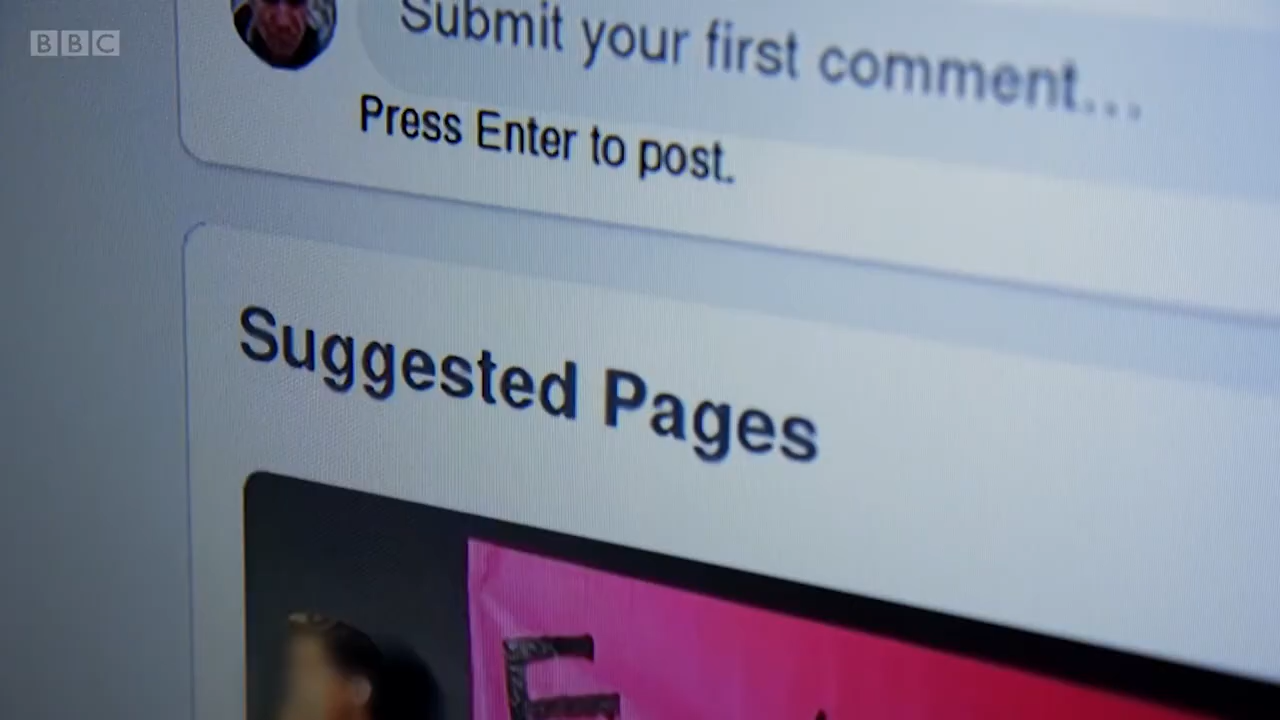 BBC
Submit your first comment...
Press Enter to post.
Suggested Pages
E